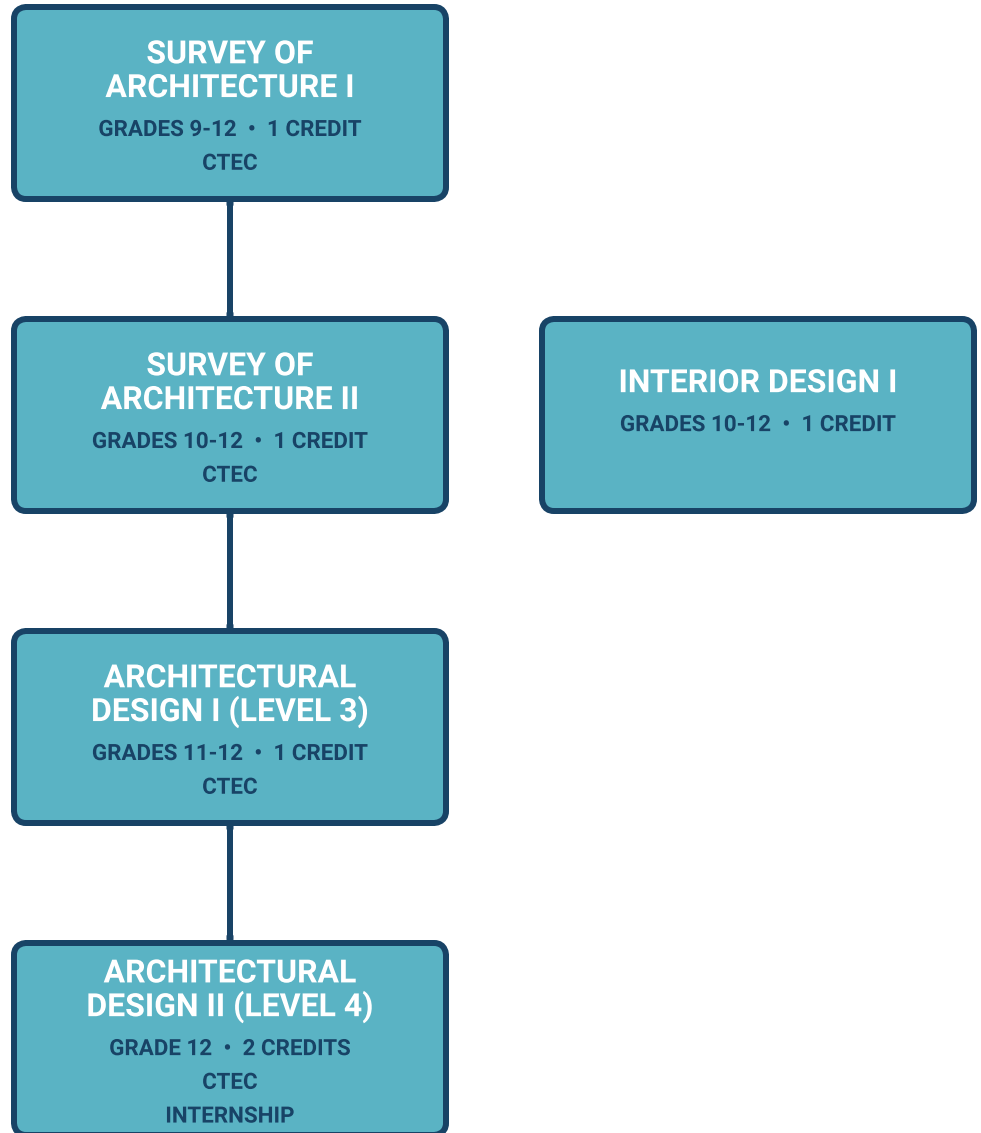 SURVEY OF
ARCHITECTURE I
GRADES 9-12 • 1 CREDIT
CTEC
SURVEY OF
ARCHITECTURE II
GRADES 10-12 • 1 CREDIT
CTEC
INTERIOR DESIGN I
GRADES 10-12 • 1 CREDIT
ARCHITECTURAL
DESIGN I (LEVEL 3)
GRADES 11-12 • 1 CREDIT
CTEC
ARCHITECTURAL
DESIGN II (LEVEL 4)
GRADE 12 • 2 CREDITS
CTEC
INTERNSHIP